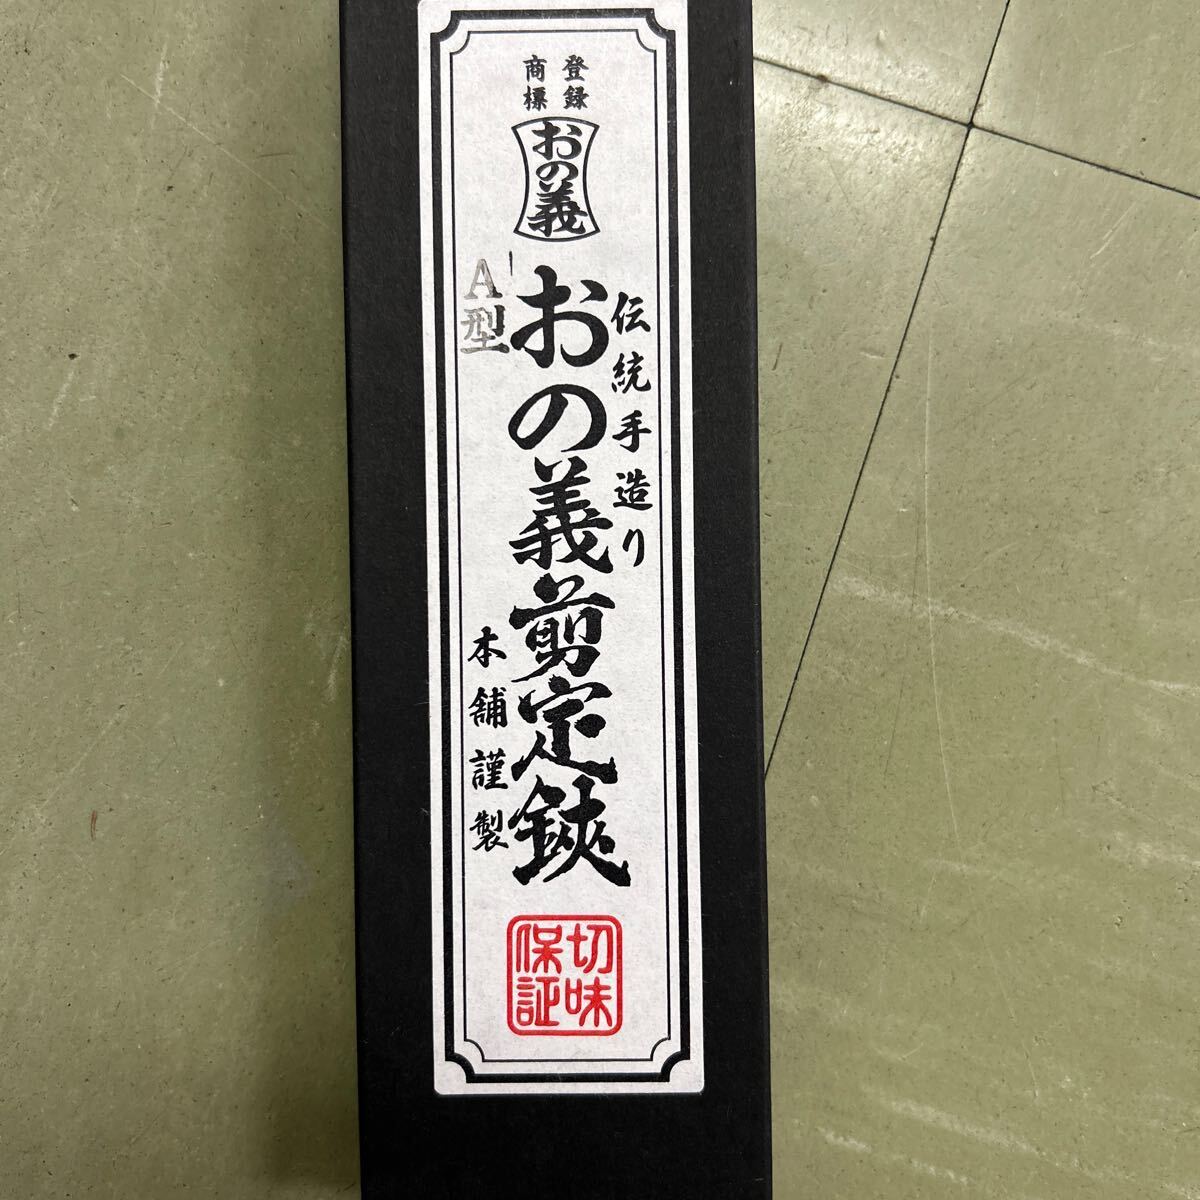 登録
商標
おの義
伝統手造り
おの義剪定鋏
A型
本舗謹製
切味
保証